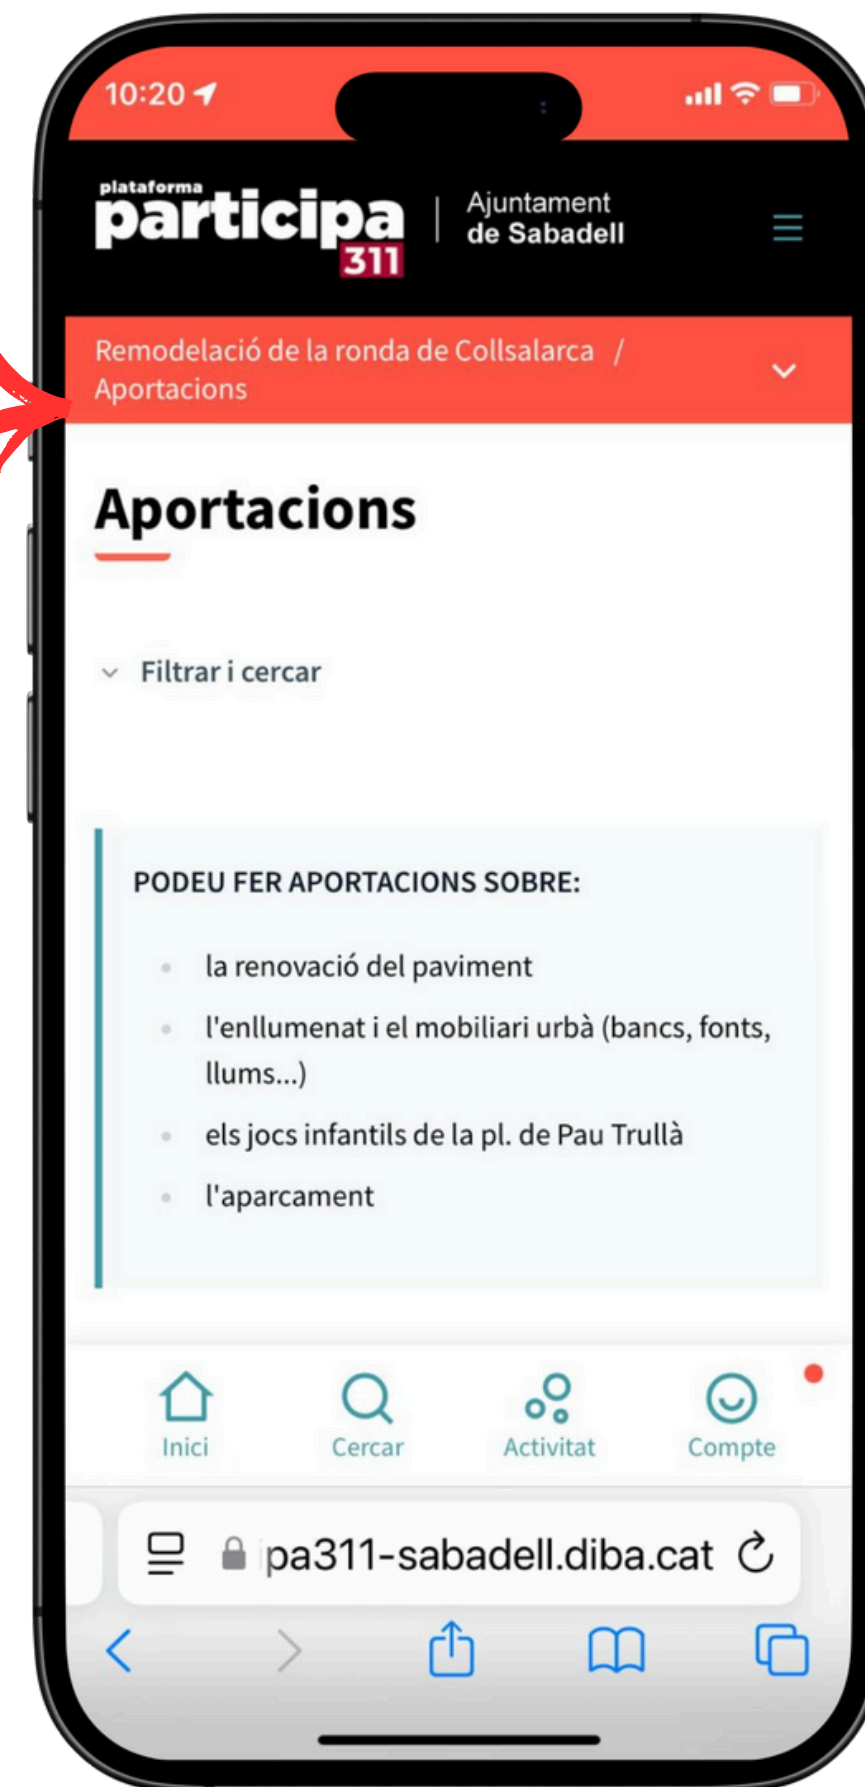 10:20
plataforma
participa
311
Ajuntament
de Sabadell
Remodelació de la ronda de Collsalarca /
Aportacions
Aportacions
Filtrar i cercar
PODEU FER APORTACIONS SOBRE:
la renovació del paviment
l'enllumenat i el mobiliari urbà (bancs, fonts,
llums...)
els jocs infantils de la pl. de Pau Trullà
l'aparcament
Inici
Cercar
Activitat
Compte
ipa311-sabadell.diba.cat